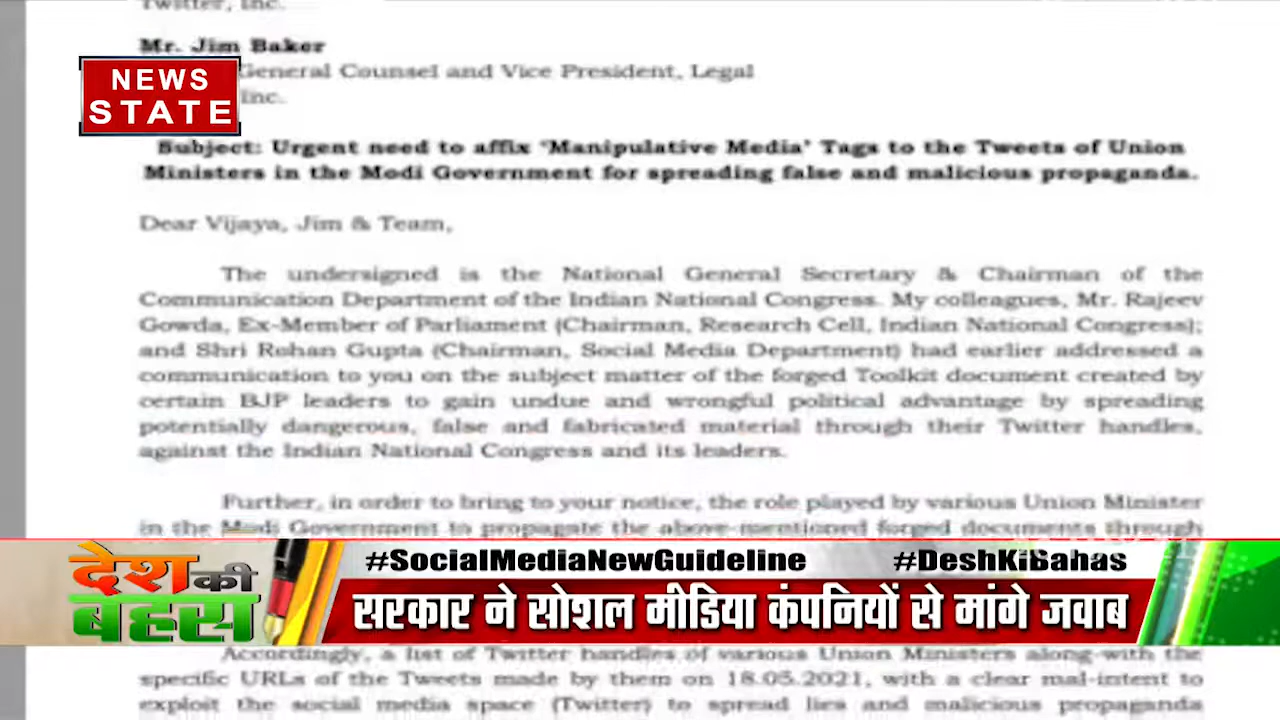 Twitter, Inc.
Mr. Jim Baker
General Counsel and Vice President, Legal
Inc.
NEWS
STATE
Subject: Urgent need to affix 'Manipulative Media' Tags to the Tweets of Union
Ministers in the Modi Government for spreading false and malicious propaganda.
Dear Vijaya, Jim & Team,
The undersigned is the National General Secretary & Chairman of the
Communication Department of the Indian National Congress. My colleagues, Mr. Rajeev
Gowda, Ex-Member of Parliament (Chairman, Research Cell, Indian National Congress);
and Shri Rohan Gupta (Chairman, Social Media Department) had earlier addressed a
communication to you on the subject matter of the forged Toolkit document created by
certain BJP leaders to gain undue and wrongful political advantage by spreading
potentially dangerous, false and fabricated material through their Twitter handles,
against the Indian National Congress and its leaders.
Further, in order to bring to your notice, the role played by various Union Minister
in the Modi Government to propagate the above-mentioned forged documents through
देश की
बहस
#SocialMediaNewGuideline #DeshKiBahas
सरकार ने सोशल मीडिया कंपनियों से मांगे जवाब
Accordingly, a list of Twitter handles of various Union Ministers along with the
specific URLs of the Tweets made by them on 18.05.2021, with a clear mal-intent to
exploit the social media space (Twitter) to spread lies and malicious propaganda